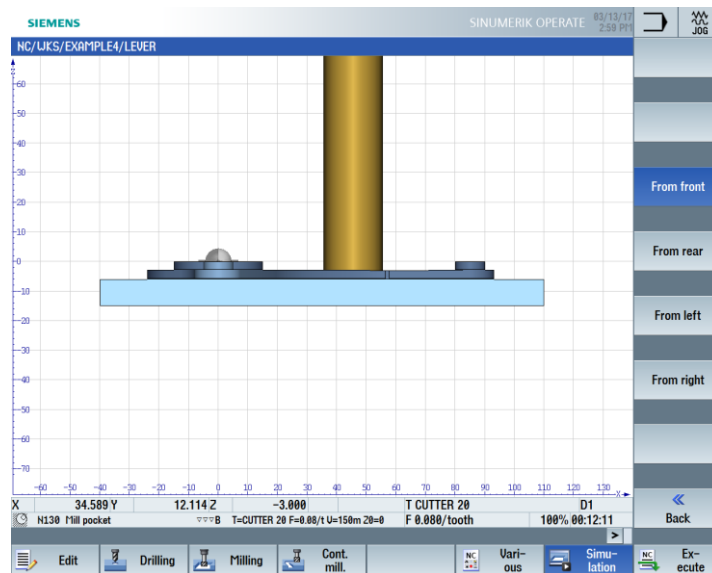 SIEMENS
SINUMERIK OPERATE 03/13/17
2:59 PM
JOG
NC/WKS/EXAMPLE4/LEVER
60
50
40
30
20
10
0
-10
-20
-30
-40
-50
-60
-70
-60 -50 -40 -30 -20 -10 0 10 20 30 40 50 60 70 80 90 100 110 120 130 X
From front
From rear
From left
From right
Back
X 34.589 Y 12.114 Z -3.000 T CUTTER 20 D1
N130 Mill pocket ▿▿▿B T=CUTTER 20 F=0.08/t V=150m Z0=0 F 0.080/tooth 100% 00:12:11
>
Edit
Drilling
Milling
Cont.
mill.
NC
Vari-
ous
Simu-
lation
NC
Ex-
ecute